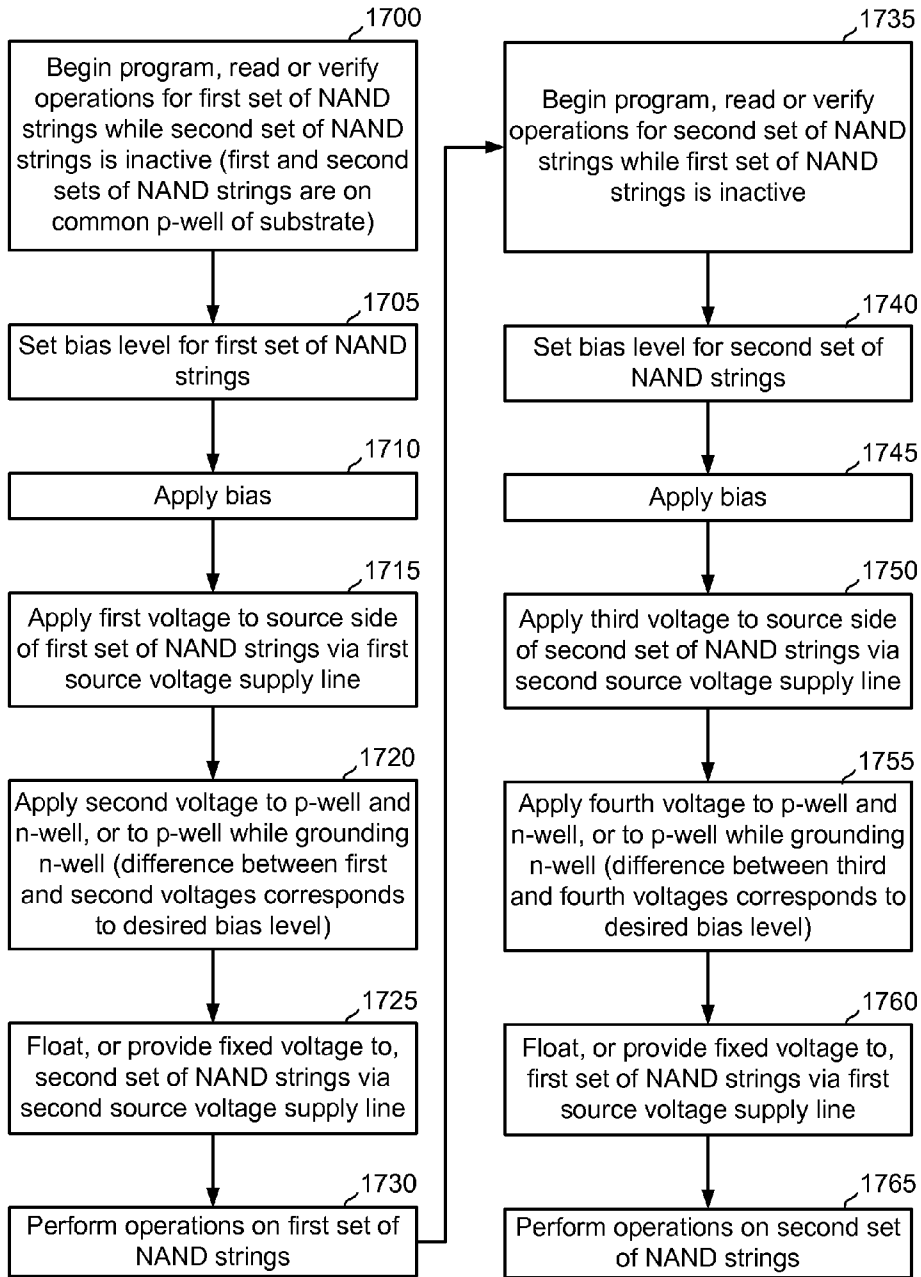 1700
Begin program, read or verify
operations for first set of NAND
strings while second set of NAND
strings is inactive (first and second
sets of NAND strings are on
common p-well of substrate)
1705
Set bias level for first set of NAND
strings
1710
Apply bias
1715
Apply first voltage to source side
of first set of NAND strings via first
source voltage supply line
1720
Apply second voltage to p-well and
n-well, or to p-well while grounding
n-well (difference between first
and second voltages corresponds
to desired bias level)
1725
Float, or provide fixed voltage to,
second set of NAND strings via
second source voltage supply line
1730
Perform operations on first set of
NAND strings
1735
Begin program, read or verify
operations for second set of NAND
strings while first set of NAND
strings is inactive
1740
Set bias level for second set of
NAND strings
1745
Apply bias
1750
Apply third voltage to source side
of second set of NAND strings via
second source voltage supply line
1755
Apply fourth voltage to p-well and
n-well, or to p-well while grounding
n-well (difference between third
and fourth voltages corresponds to
desired bias level)
1760
Float, or provide fixed voltage to,
first set of NAND strings via first
source voltage supply line
1765
Perform operations on second set
of NAND strings